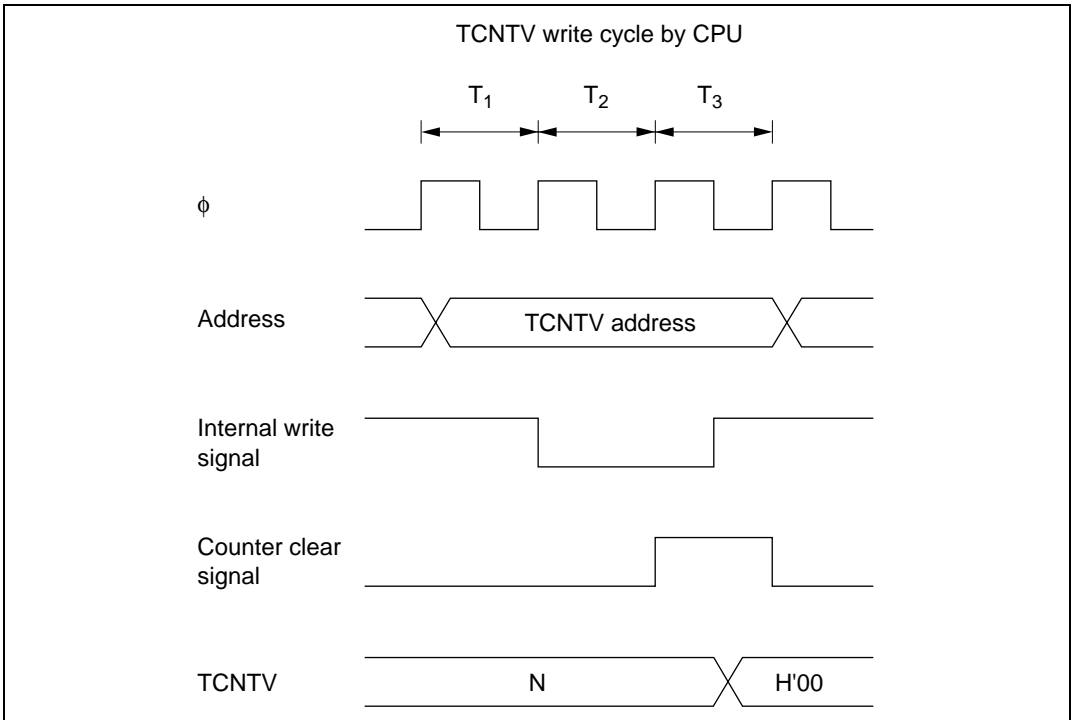 TCNTV write cycle by CPU
T₁ T₂ T₃
ϕ
Address
TCNTV address
Internal write
signal
Counter clear
signal
TCNTV
N
H'00